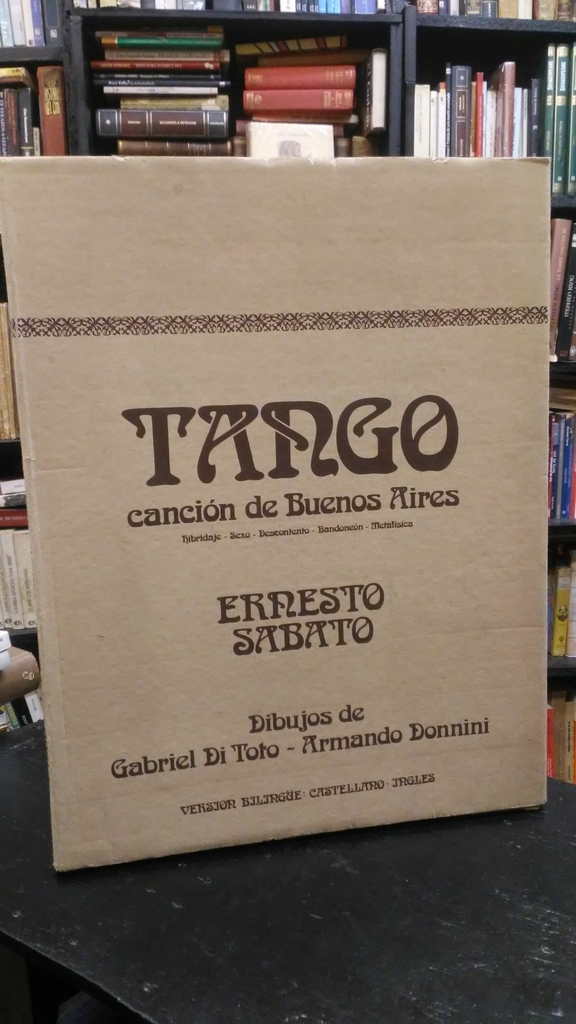 TANGO
canción de Buenos Aires
Hibridaje - Sexo - Descontento - Bandoneón - Metafísica
ERNESTO
SABATO
Dibujos de
Gabriel Di Toto - Armando Donnini
VERSION BILINGÜE: CASTELLANO - INGLES